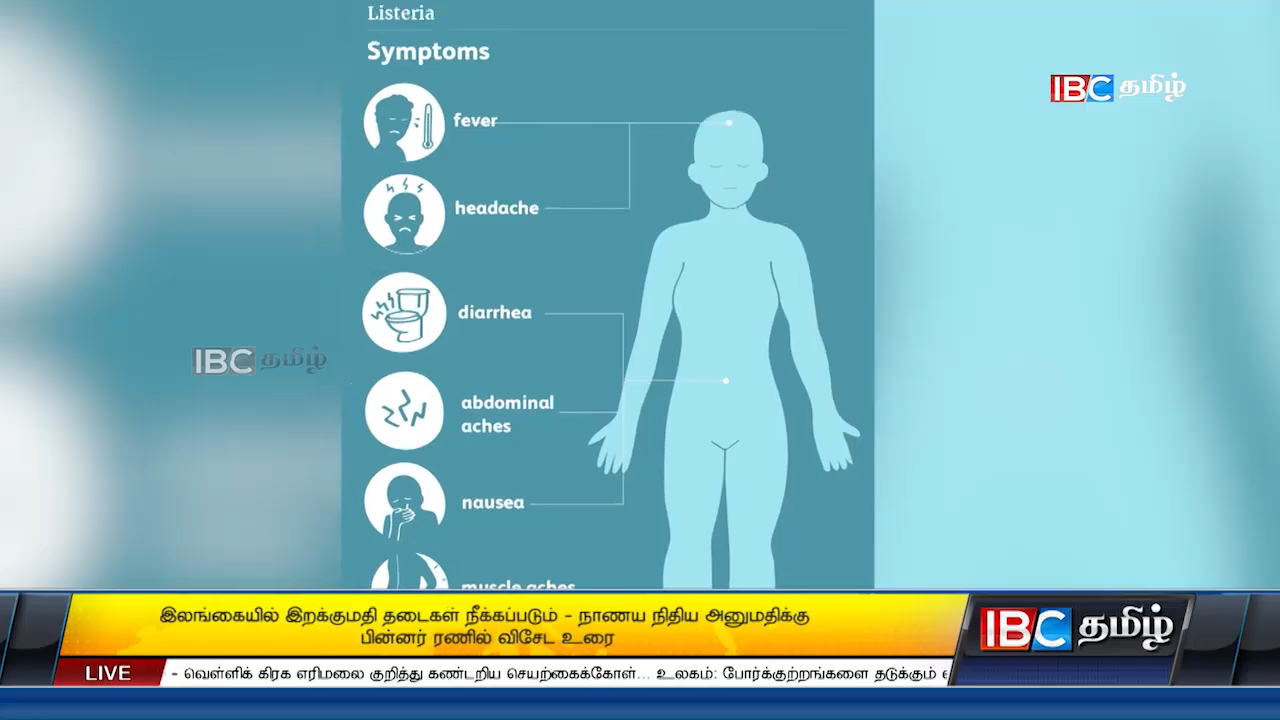 Listeria
Symptoms
IBC தமிழ்
fever
headache
diarrhea
IBC தமிழ்
abdominal
aches
nausea
muscle aches
இலங்கையில் இறக்குமதி தடைகள் நீக்கப்படும் - நாணய நிதிய அனுமதிக்கு
பின்னர் ரணில் விசேட உரை
IBC தமிழ்
LIVE
- வெள்ளிக் கிரக எரிமலை குறித்து கண்டறிய செயற்கைக்கோள்... உலகம்: போர்க்குற்றங்களை தடுக்கும்